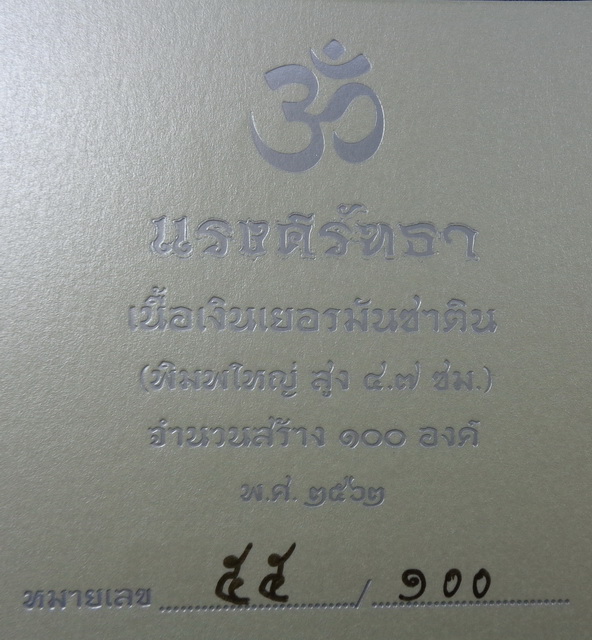 ॐ
แรงศรัทธา
เนื้อเงินเยอรมันซาติน
(พิมพ์ใหญ่ สูง ๔.๗ ซม.)
จำนวนสร้าง ๑๐๐ องค์
พ.ศ. ๒๕๖๒
หมายเลข ๕๕ / ๑๐๐